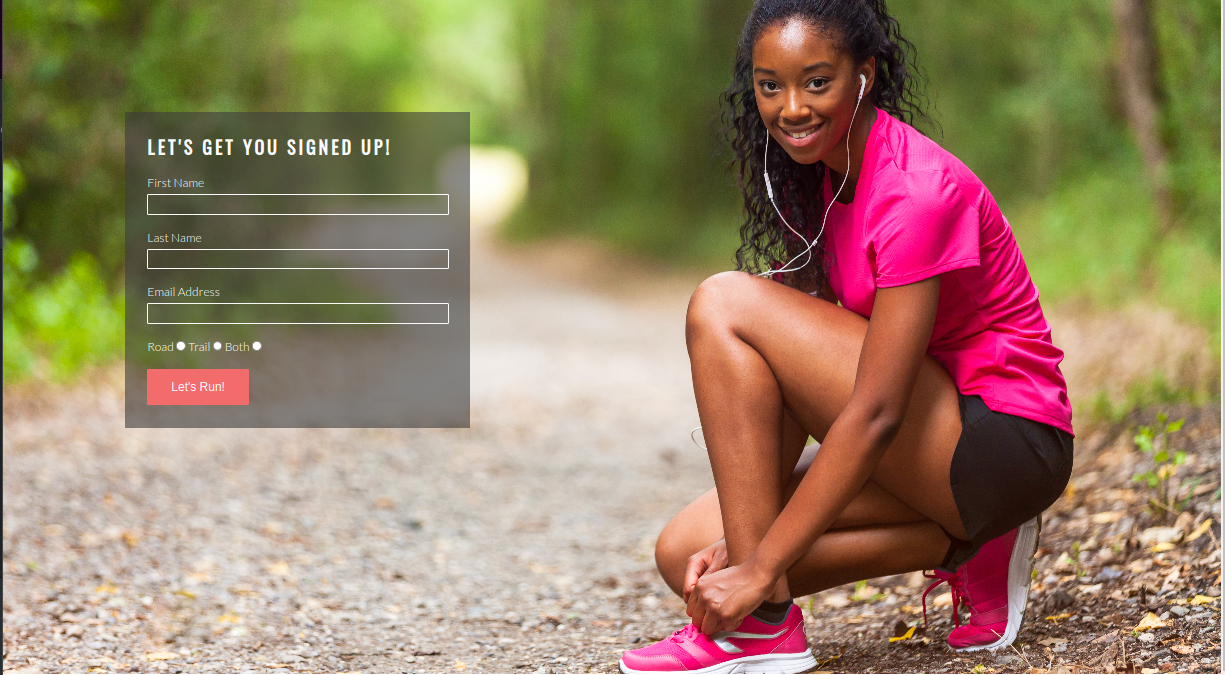 LET'S GET YOU SIGNED UP!
First Name
Last Name
Email Address
Road Trail Both
Let's Run!